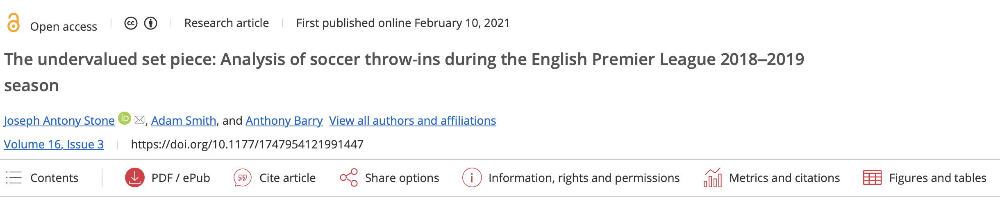 Open access | Research article | First published online February 10, 2021
The undervalued set piece: Analysis of soccer throw-ins during the English Premier League 2018–2019
season
Joseph Antony Stone iD, Adam Smith, and Anthony Barry View all authors and affiliations
Volume 16, Issue 3 | https://doi.org/10.1177/1747954121991447
Contents | PDF / ePub Cite article Share options Information, rights and permissions Metrics and citations Figures and tables